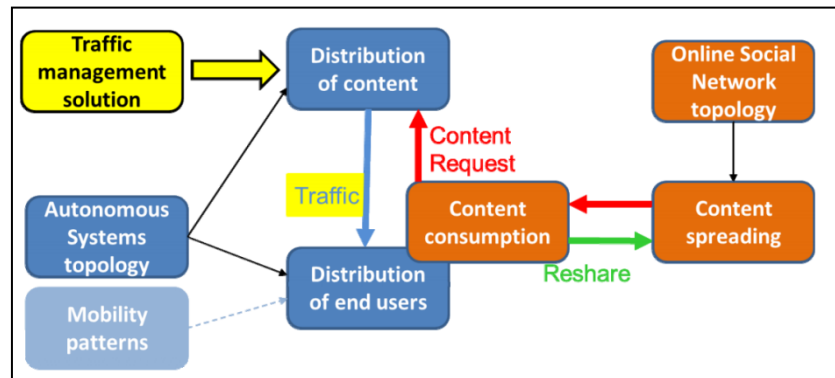 Traffic
management
solution
Distribution
of content
Online Social
Network
topology
Content
Request
Traffic
Autonomous
Systems
topology
Content
consumption
Content
spreading
Reshare
Distribution
of end users
Mobility
patterns